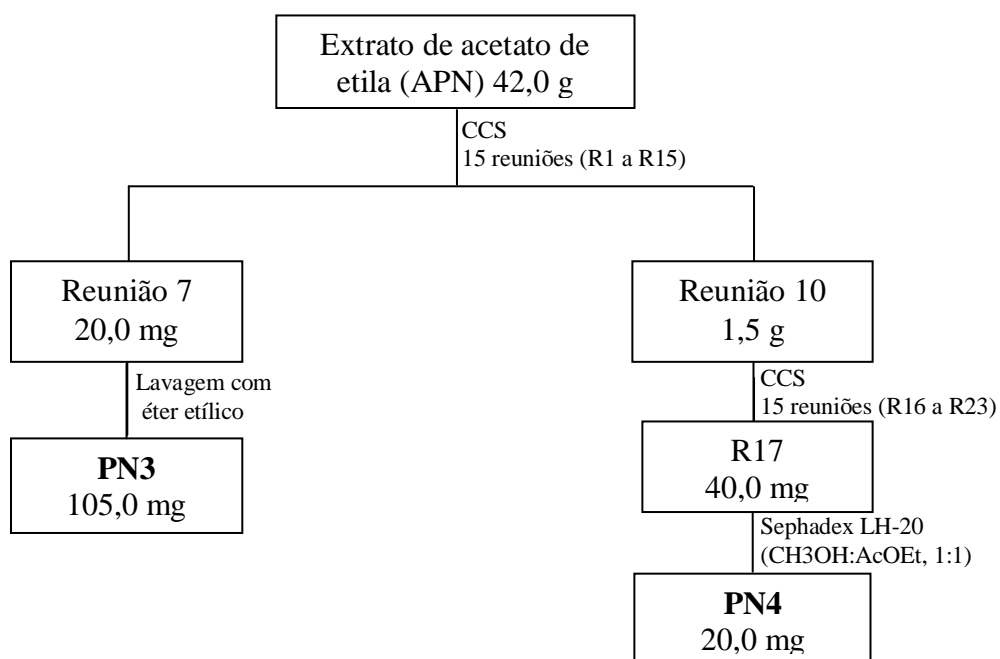 Extrato de acetato de
etila (APN) 42,0 g
CCS
15 reuniões (R1 a R15)
Reunião 7
20,0 mg
Lavagem com
éter etílico
PN3
105,0 mg
Reunião 10
1,5 g
CCS
15 reuniões (R16 a R23)
R17
40,0 mg
Sephadex LH-20
(CH3OH:AcOEt, 1:1)
PN4
20,0 mg